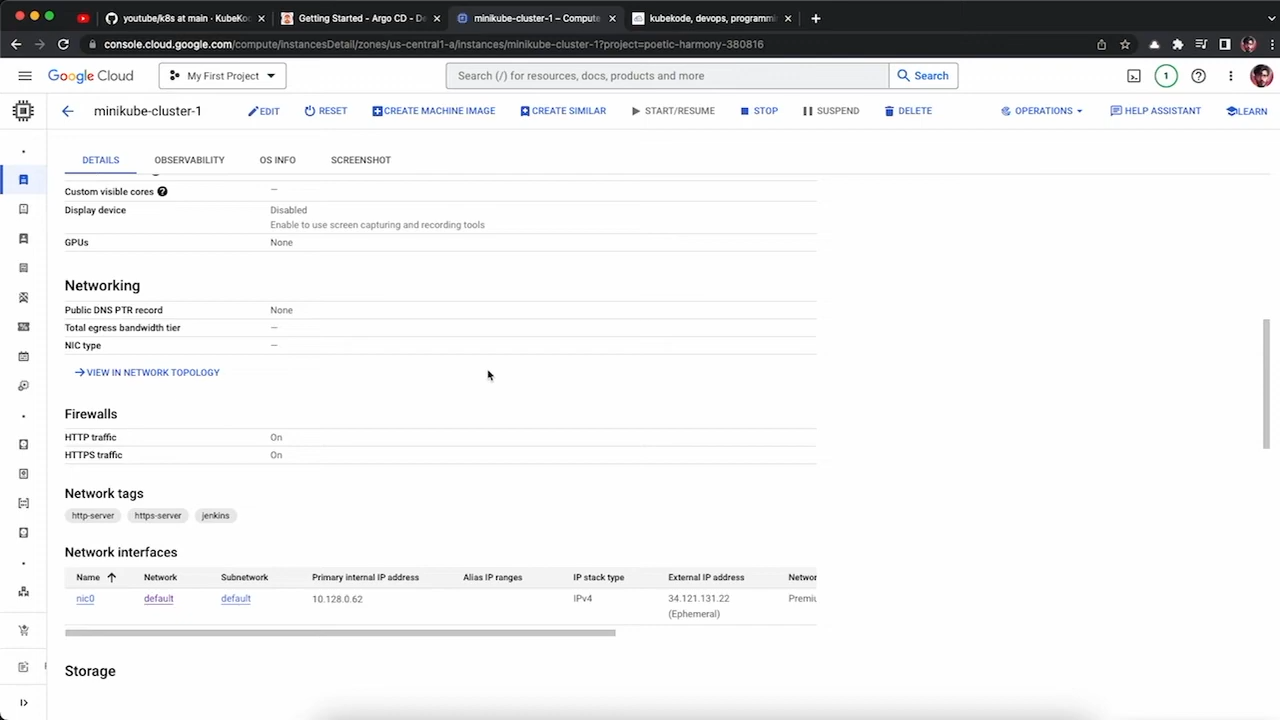 youtube/k8s at main · KubeKo
Getting Started - Argo CD - De
minikube-cluster-1 – Compute
kubekode, devops, programmi
console.cloud.google.com/compute/instancesDetail/zones/us-central1-a/instances/minikube-cluster-1?project=poetic-harmony-380816
Google Cloud
My First Project
Search (/) for resources, docs, products and more
Search
1
minikube-cluster-1
EDIT
RESET
CREATE MACHINE IMAGE
CREATE SIMILAR
START/RESUME
STOP
SUSPEND
DELETE
OPERATIONS
HELP ASSISTANT
LEARN
DETAILS
OBSERVABILITY
OS INFO
SCREENSHOT
Custom visible cores —
Display device Disabled
Enable to use screen capturing and recording tools
GPUs None
Networking
Public DNS PTR record None
Total egress bandwidth tier —
NIC type —
VIEW IN NETWORK TOPOLOGY
Firewalls
HTTP traffic On
HTTPS traffic On
Network tags
http-server https-server jenkins
Network interfaces
Name Network Subnetwork Primary internal IP address Alias IP ranges IP stack type External IP address Networ
nic0 default default 10.128.0.62 IPv4 34.121.131.22 Premiu
(Ephemeral)
Storage